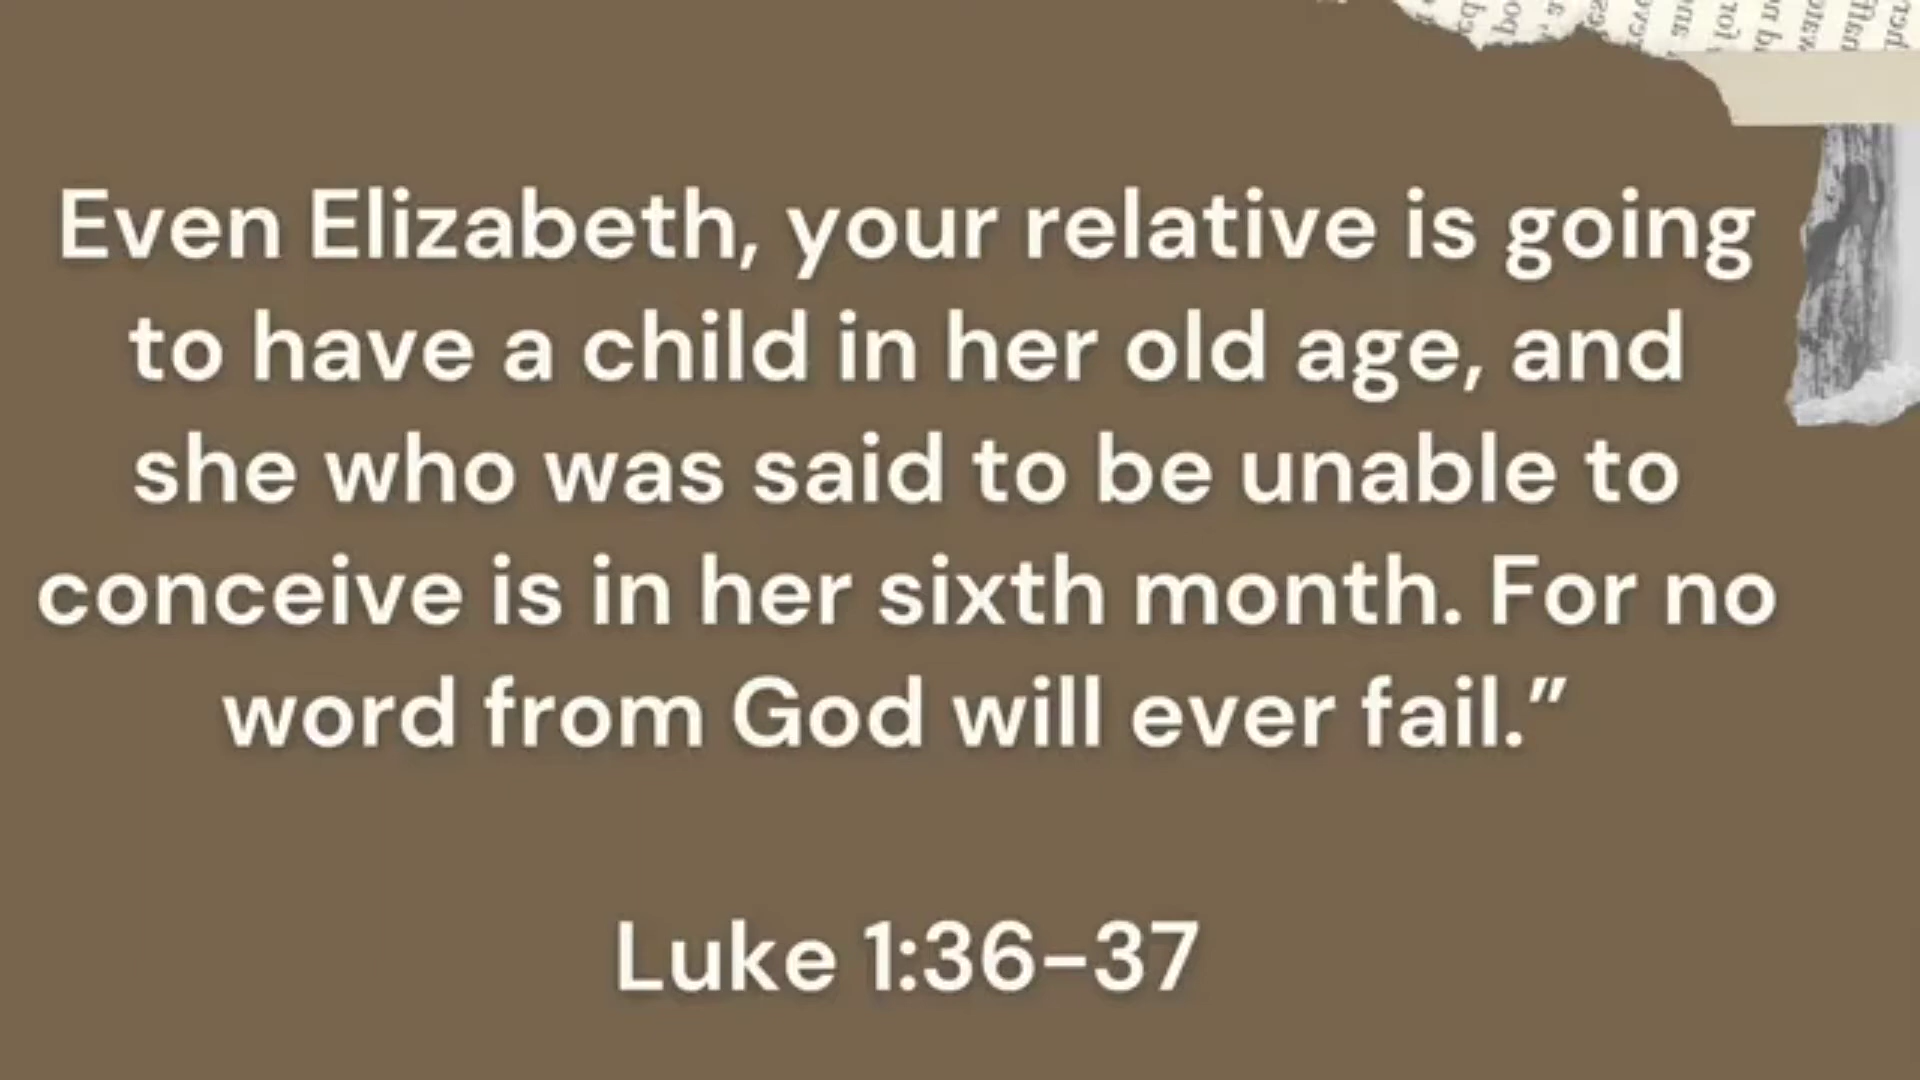 Even Elizabeth, your relative is going
to have a child in her old age, and
she who was said to be unable to
conceive is in her sixth month. For no
word from God will ever fail.”
Luke 1:36–37